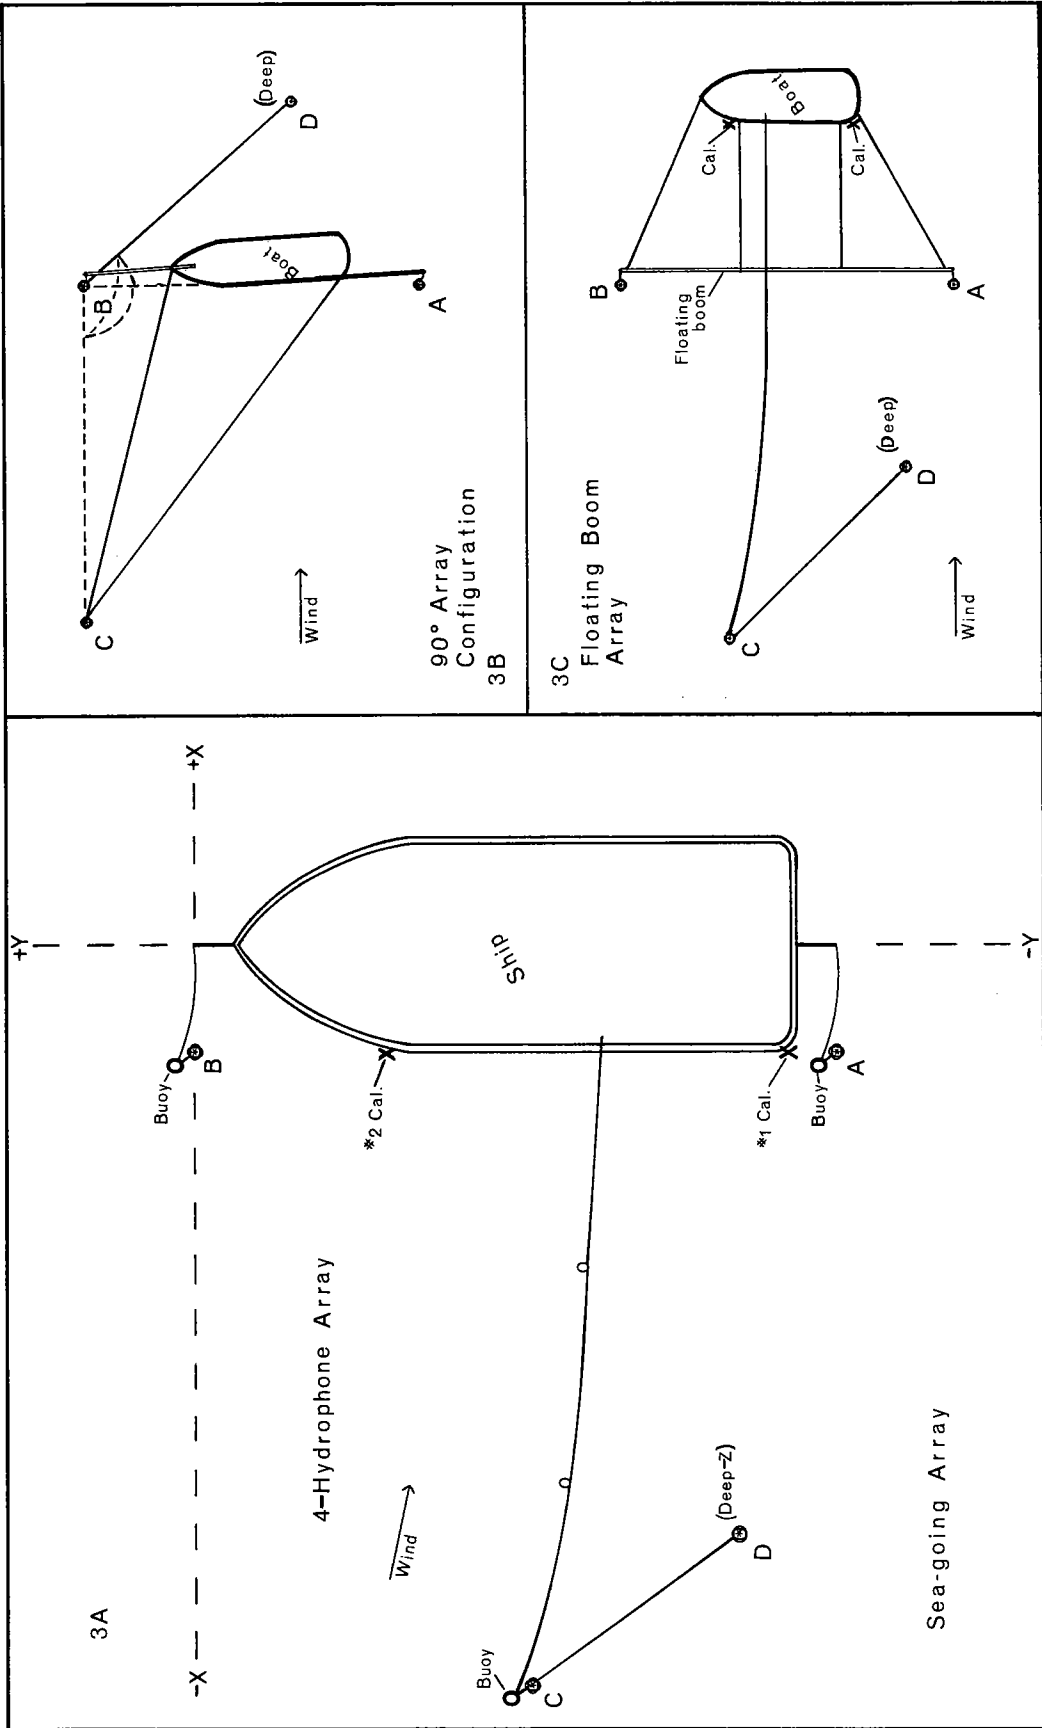 3A
+Y
-X
+X
-Y
Buoy
B
*2 Cal.
Ship
*1 Cal.
Buoy
A
4-Hydrophone Array
Wind
Buoy
C
(Deep-Z)
D
Sea-going Array
(Deep)
D
B
Boat
A
C
Wind
90° Array
Configuration
3B
3C
Floating Boom
Array
B
Floating
boom
Cal.
Boat
Cal.
A
(Deep)
D
C
Wind